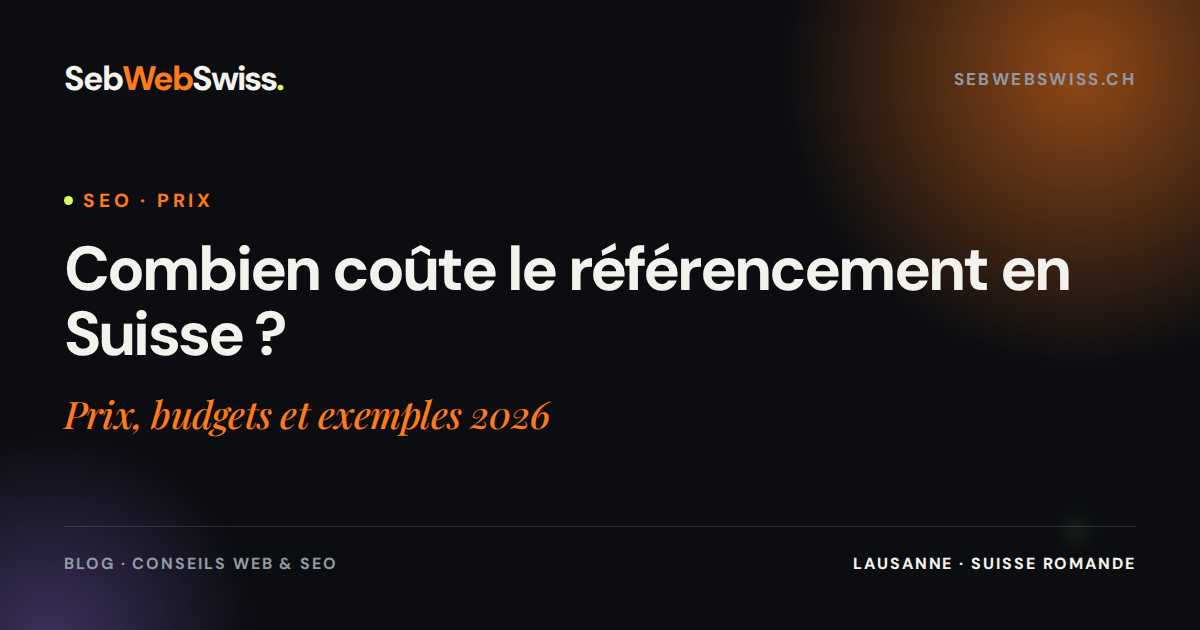 SebWebSwiss.
SEBWEBSWISS.CH
SEO · PRIX
Combien coûte le référencement en
Suisse ?
Prix, budgets et exemples 2026
BLOG · CONSEILS WEB & SEO
LAUSANNE · SUISSE ROMANDE